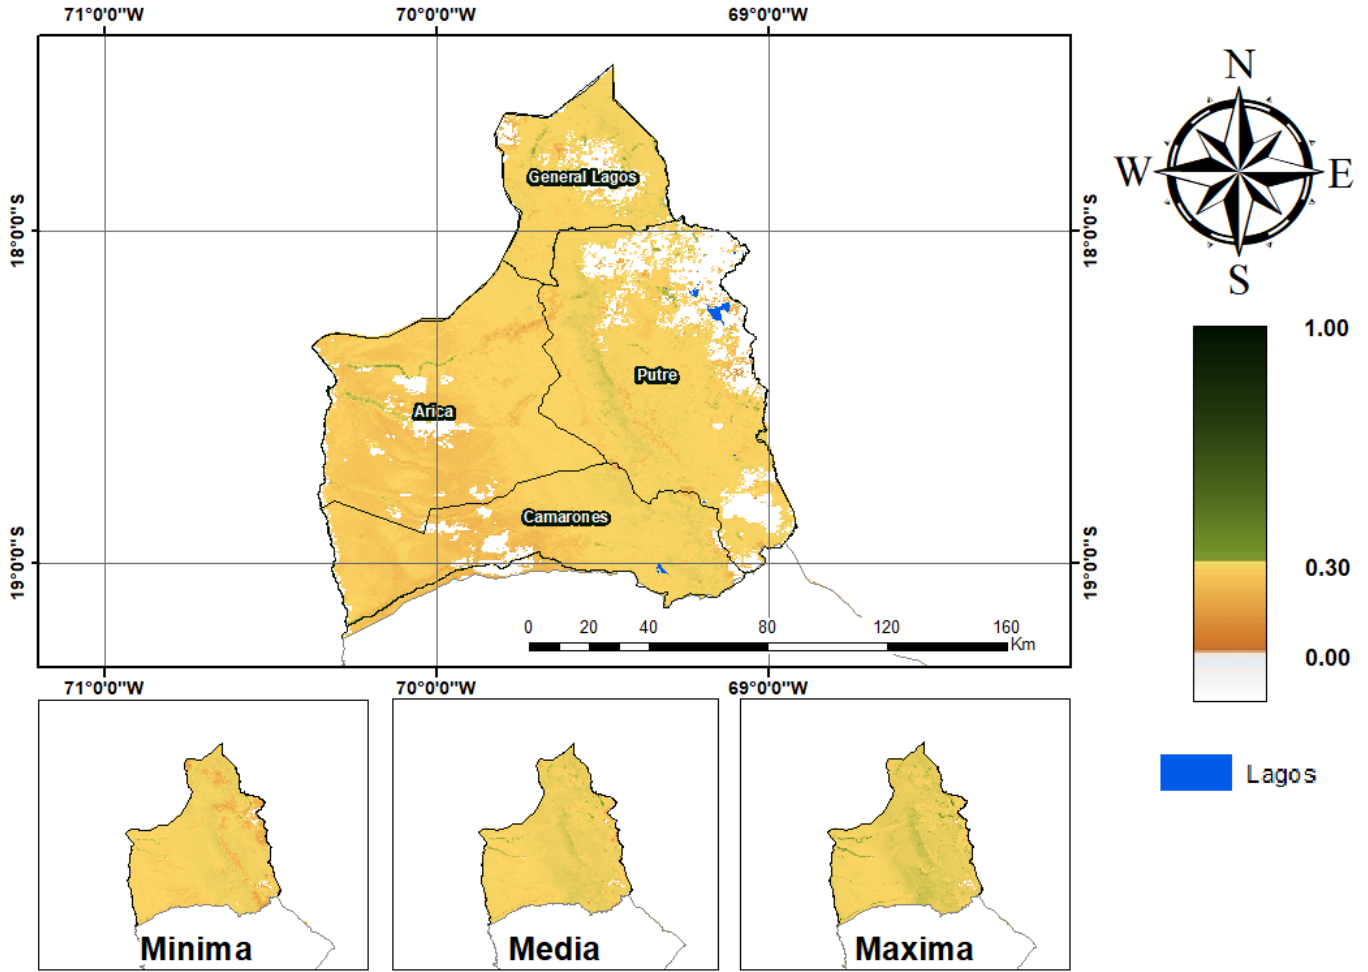 71°0'0"W 70°0'0"W 69°0'0"W
N
W E
S
General Lagos
18°0'0"S 18°0'0"S
1.00
Putre
Arica
Camarones
19°0'0"S 19°0'0"S
0.30
0 20 40 80 120 160
Km
0.00
71°0'0"W 70°0'0"W 69°0'0"W
Lagos
Minima Media Maxima